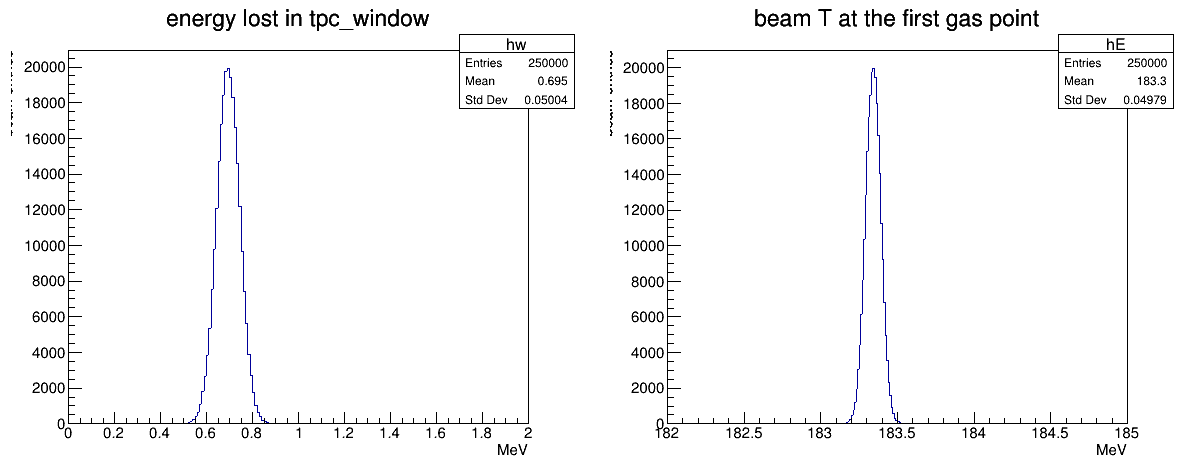 energy lost in tpc_window
hw
Entries 250000
Mean 0.695
Std Dev 0.05004
20000
18000
16000
14000
12000
10000
8000
6000
4000
2000
0
0 0.2 0.4 0.6 0.8 1 1.2 1.4 1.6 1.8 2
MeV
beam T at the first gas point
hE
Entries 250000
Mean 183.3
Std Dev 0.04979
20000
18000
16000
14000
12000
10000
8000
6000
4000
2000
0
182 182.5 183 183.5 184 184.5 185
MeV